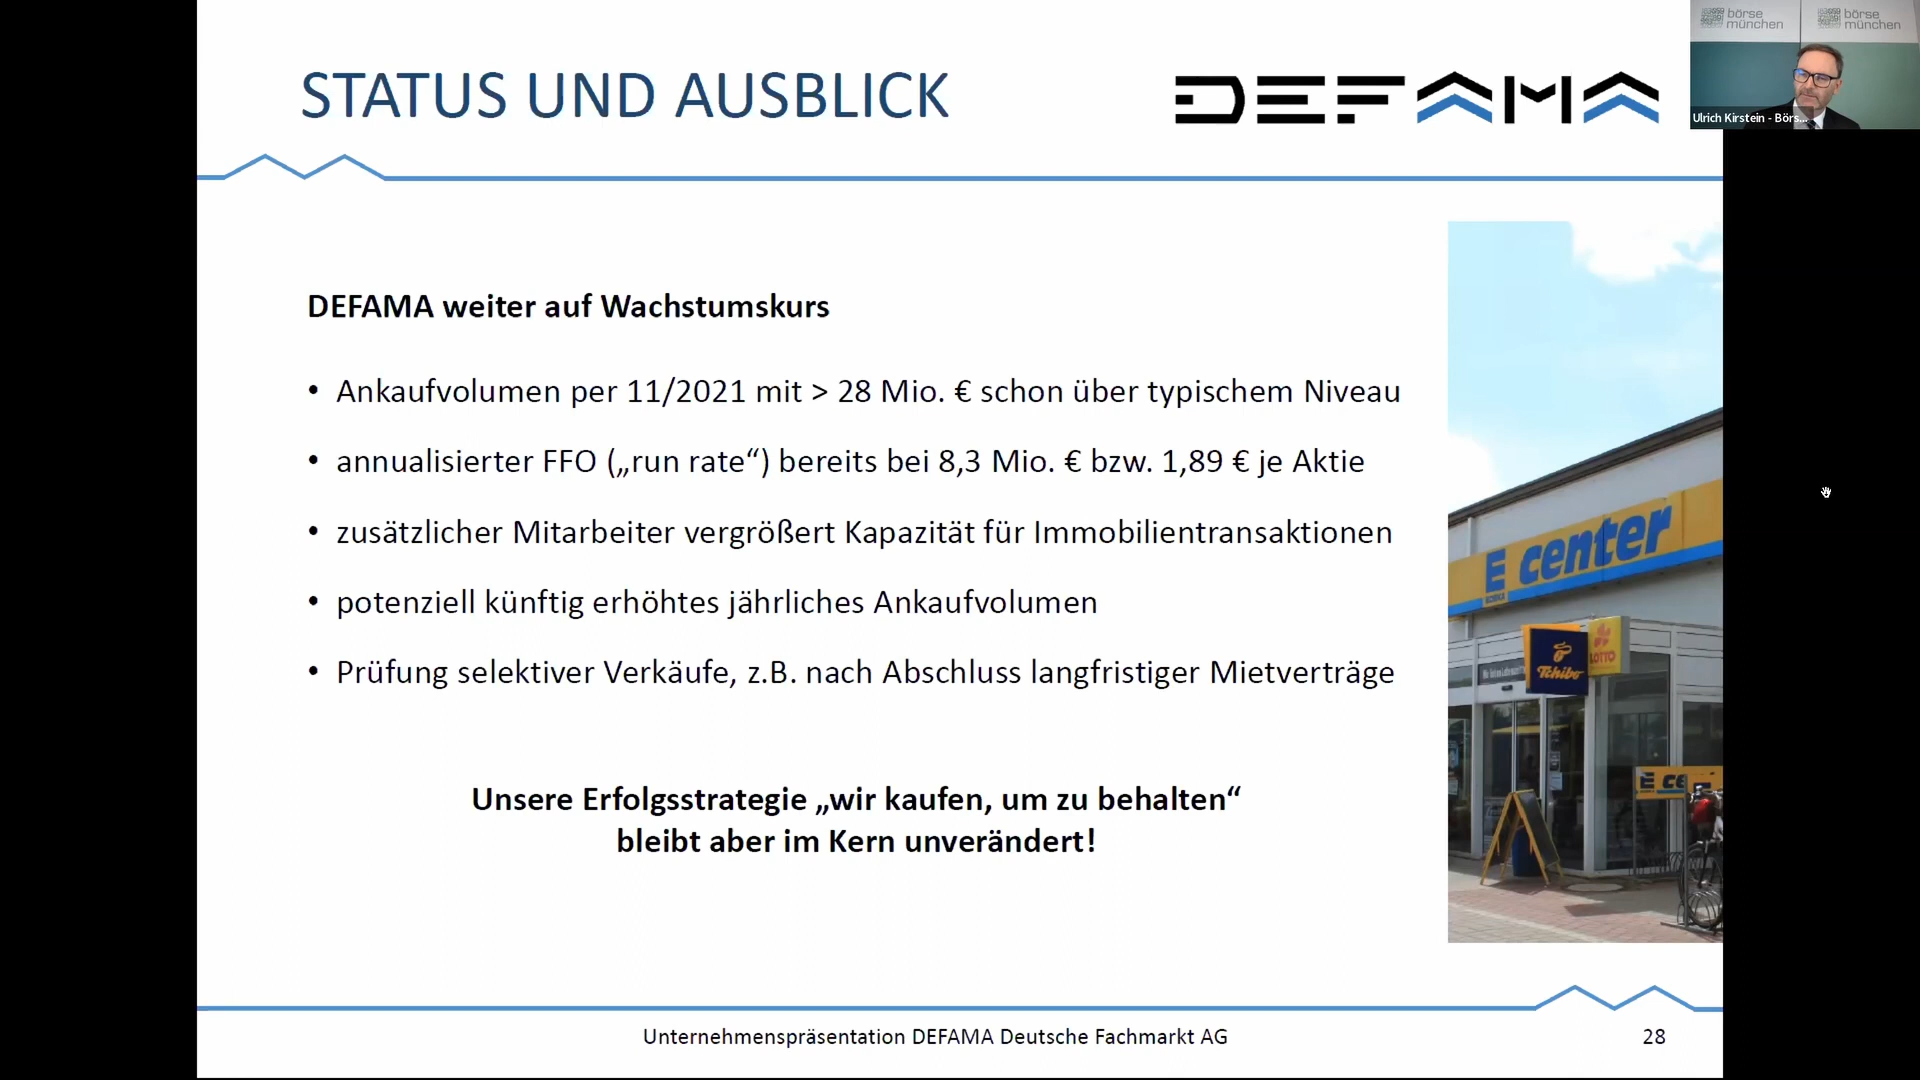 STATUS UND AUSBLICK
DEFAMA
börse münchen
börse münchen
Ulrich Kirstein - Börs...
DEFAMA weiter auf Wachstumskurs
• Ankaufvolumen per 11/2021 mit > 28 Mio. € schon über typischem Niveau
• annualisierter FFO („run rate“) bereits bei 8,3 Mio. € bzw. 1,89 € je Aktie
• zusätzlicher Mitarbeiter vergrößert Kapazität für Immobilientransaktionen
• potenziell künftig erhöhtes jährliches Ankaufvolumen
• Prüfung selektiver Verkäufe, z.B. nach Abschluss langfristiger Mietverträge
Unsere Erfolgsstrategie „wir kaufen, um zu behalten“
bleibt aber im Kern unverändert!
E center
LOTTO
Tchibo
E ce
Unternehmenspräsentation DEFAMA Deutsche Fachmarkt AG
28